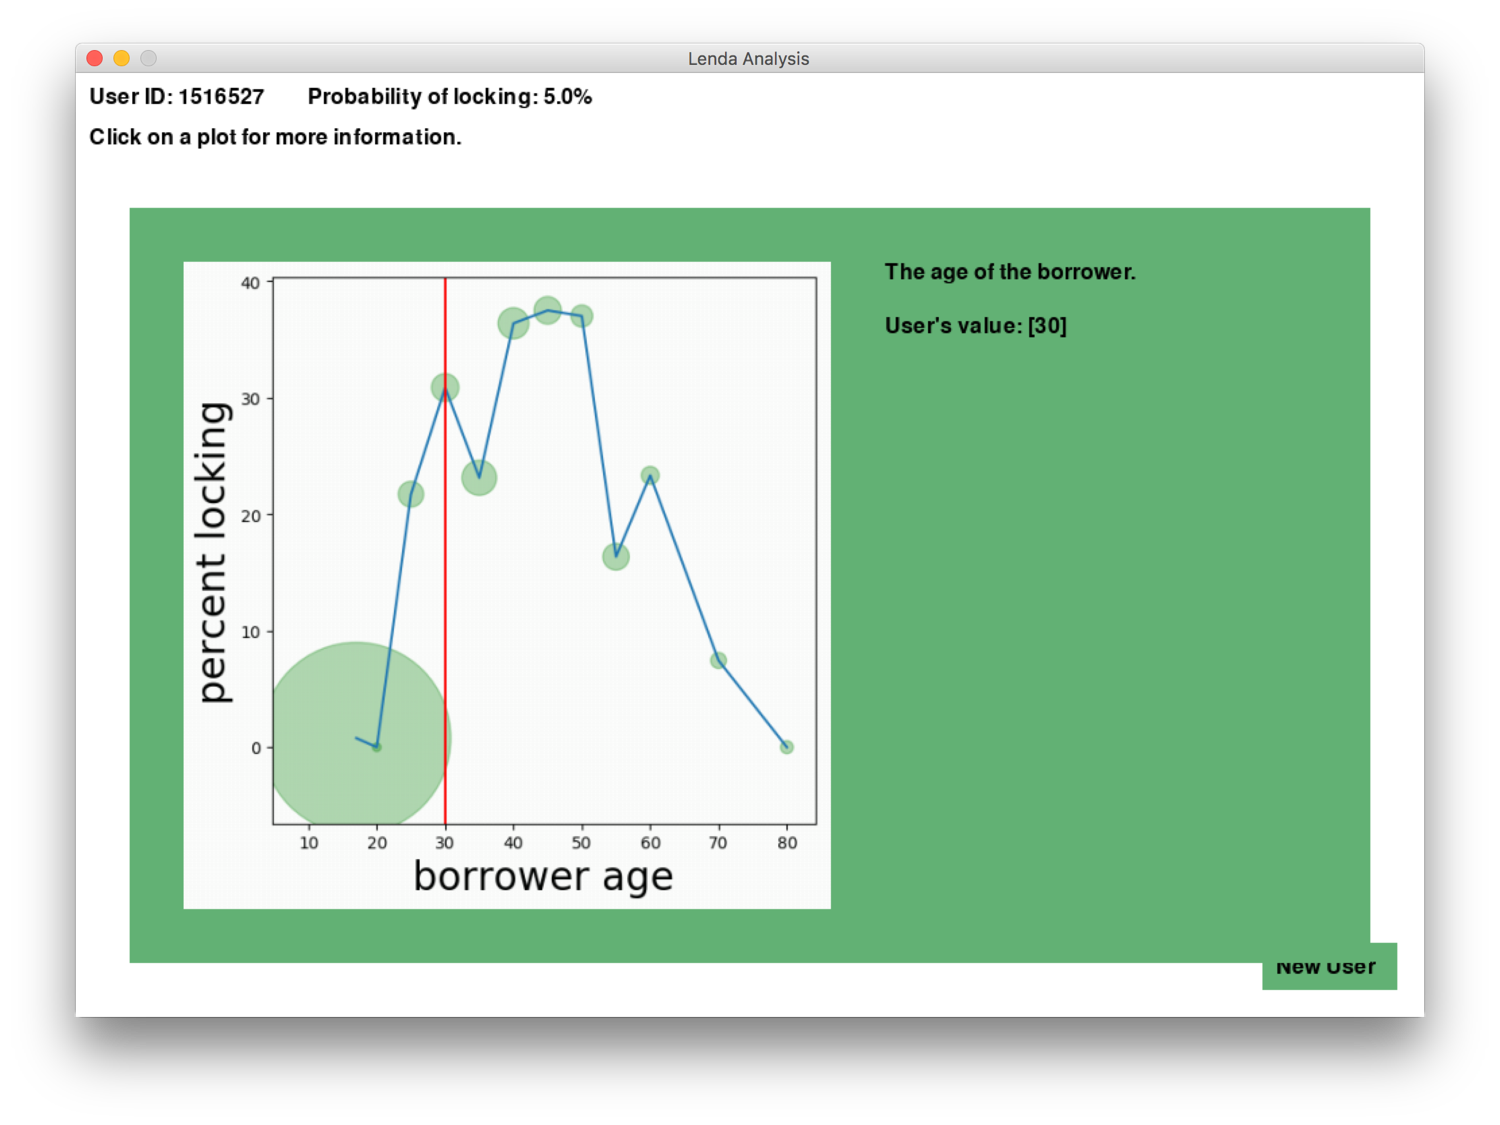 Lenda Analysis
User ID: 1516527 Probability of locking: 5.0%
Click on a plot for more information.
The age of the borrower.
User's value: [30]
percent locking
40
30
20
10
0
10 20 30 40 50 60 70 80
borrower age
New User